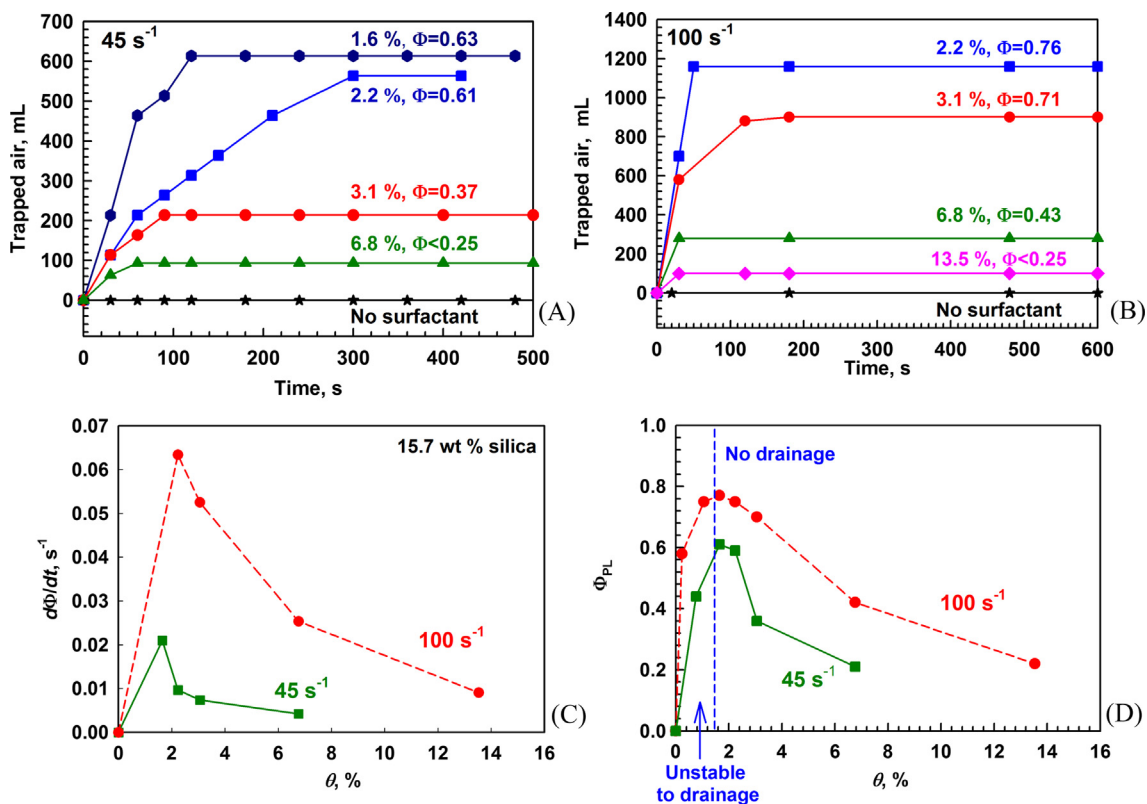 45 s⁻¹
700
600
500
400
300
200
100
0
Trapped air, mL
1.6 %, Φ=0.63
2.2 %, Φ=0.61
3.1 %, Φ=0.37
6.8 %, Φ<0.25
No surfactant
(A)
0 100 200 300 400 500
Time, s
100 s⁻¹
1400
1200
1000
800
600
400
200
0
Trapped air, mL
2.2 %, Φ=0.76
3.1 %, Φ=0.71
6.8 %, Φ=0.43
13.5 %, Φ<0.25
No surfactant
(B)
0 100 200 300 400 500 600
Time, s
0.07
0.06
0.05
0.04
0.03
0.02
0.01
0.00
dΦ/dt, s⁻¹
15.7 wt % silica
100 s⁻¹
45 s⁻¹
(C)
0 2 4 6 8 10 12 14 16
θ, %
1.0
0.8
0.6
0.4
0.2
0.0
Φ_PL
No drainage
100 s⁻¹
45 s⁻¹
(D)
0 2 4 6 8 10 12 14 16
Unstable
to drainage
θ, %